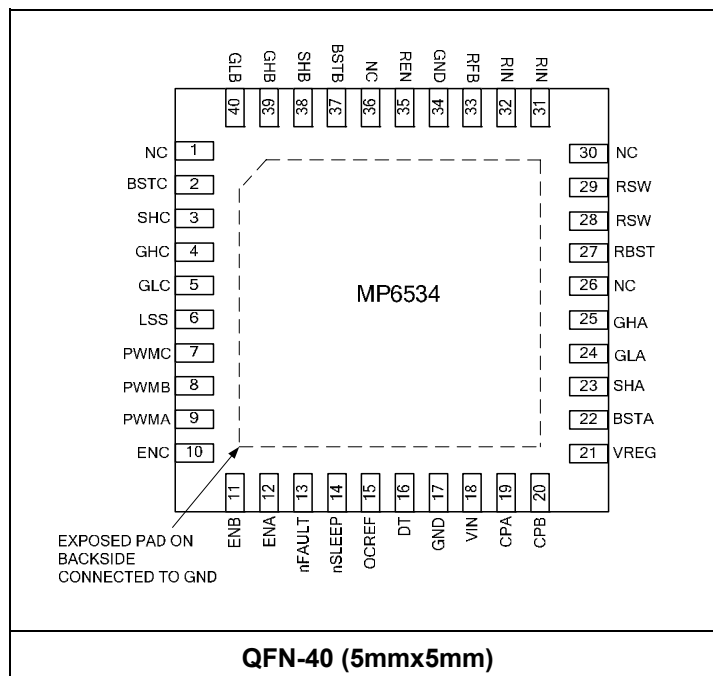 GLB
GHB
SHB
BSTB
NC
REN
GND
RFB
RIN
RIN
40
39
38
37
36
35
34
33
32
31
NC 1
BSTC 2
SHC 3
GHC 4
GLC 5
LSS 6
PWMC 7
PWMB 8
PWMA 9
ENC 10
MP6534
30 NC
29 RSW
28 RSW
27 RBST
26 NC
25 GHA
24 GLA
23 SHA
22 BSTA
21 VREG
11
12
13
14
15
16
17
18
19
20
ENB
ENA
nFAULT
nSLEEP
OCREF
DT
GND
VIN
CPA
CPB
EXPOSED PAD ON
BACKSIDE
CONNECTED TO GND
QFN-40 (5mmx5mm)